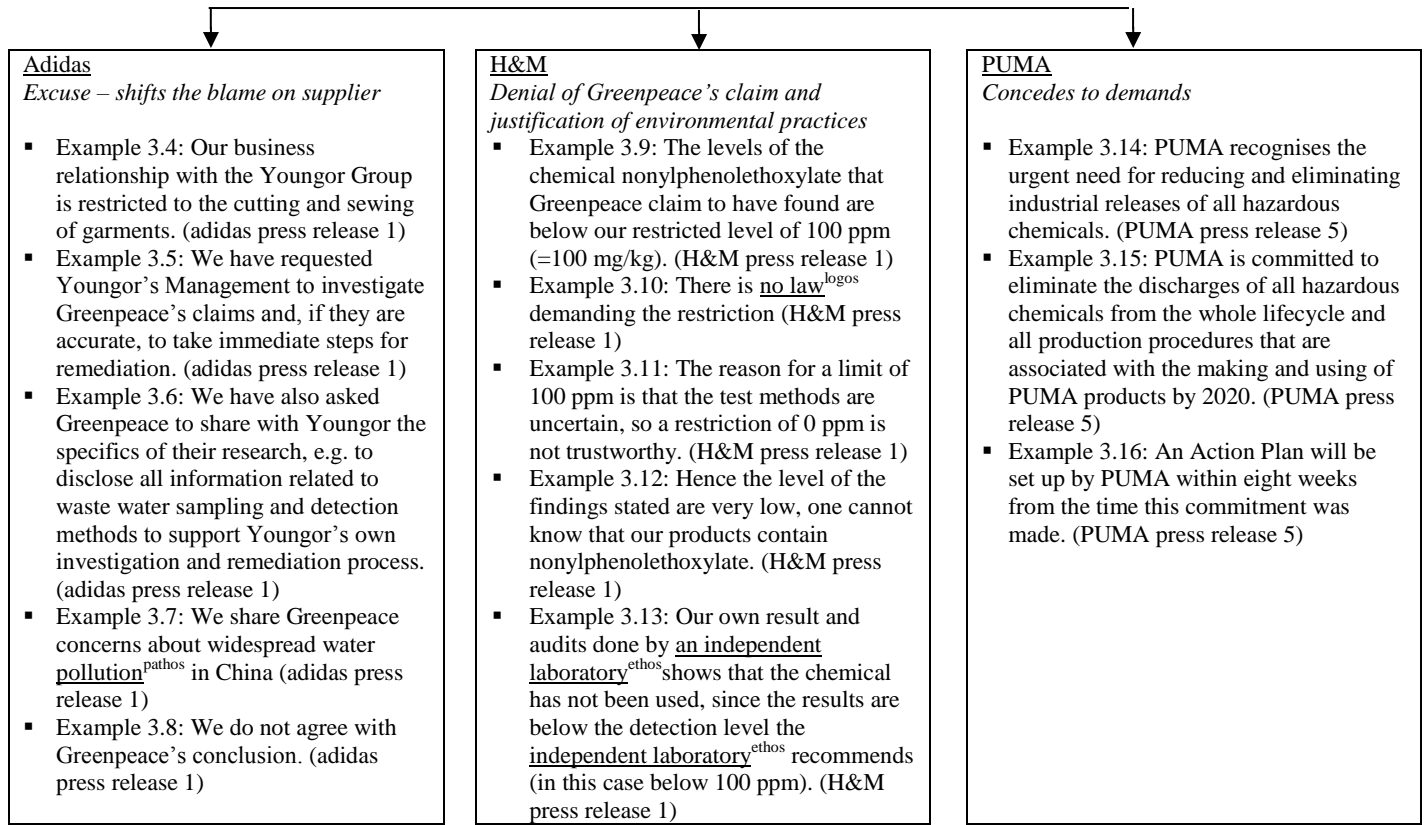 Adidas
Excuse – shifts the blame on supplier
▪ Example 3.4: Our business
relationship with the Youngor Group
is restricted to the cutting and sewing
of garments. (adidas press release 1)
▪ Example 3.5: We have requested
Youngor's Management to investigate
Greenpeace's claims and, if they are
accurate, to take immediate steps for
remediation. (adidas press release 1)
▪ Example 3.6: We have also asked
Greenpeace to share with Youngor the
specifics of their research, e.g. to
disclose all information related to
waste water sampling and detection
methods to support Youngor's own
investigation and remediation process.
(adidas press release 1)
▪ Example 3.7: We share Greenpeace
concerns about widespread water
pollution^pathos in China (adidas press
release 1)
▪ Example 3.8: We do not agree with
Greenpeace's conclusion. (adidas
press release 1)
H&M
Denial of Greenpeace's claim and
justification of environmental practices
▪ Example 3.9: The levels of the
chemical nonylphenolethoxylate that
Greenpeace claim to have found are
below our restricted level of 100 ppm
(=100 mg/kg). (H&M press release 1)
▪ Example 3.10: There is no law^logos
demanding the restriction (H&M press
release 1)
▪ Example 3.11: The reason for a limit of
100 ppm is that the test methods are
uncertain, so a restriction of 0 ppm is
not trustworthy. (H&M press release 1)
▪ Example 3.12: Hence the level of the
findings stated are very low, one cannot
know that our products contain
nonylphenolethoxylate. (H&M press
release 1)
▪ Example 3.13: Our own result and
audits done by an independent
laboratory^ethos shows that the chemical
has not been used, since the results are
below the detection level the
independent laboratory^ethos recommends
(in this case below 100 ppm). (H&M
press release 1)
PUMA
Concedes to demands
▪ Example 3.14: PUMA recognises the
urgent need for reducing and eliminating
industrial releases of all hazardous
chemicals. (PUMA press release 5)
▪ Example 3.15: PUMA is committed to
eliminate the discharges of all hazardous
chemicals from the whole lifecycle and
all production procedures that are
associated with the making and using of
PUMA products by 2020. (PUMA press
release 5)
▪ Example 3.16: An Action Plan will be
set up by PUMA within eight weeks
from the time this commitment was
made. (PUMA press release 5)